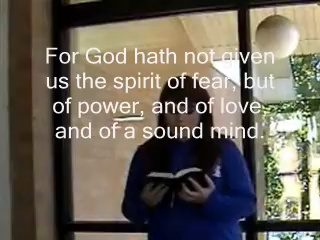 For God hath not given
us the spirit of fear; but
of power, and of love,
and of a sound mind.